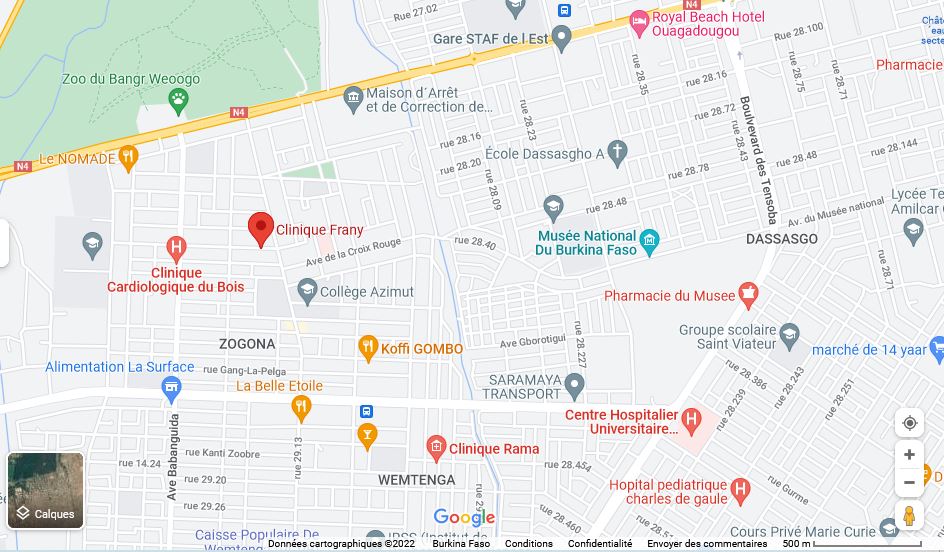 rue 27.02
N4
Royal Beach Hotel
Ouagadougou
Gare STAF de l Est
rue 28.100
Pharmacie
Zoo du Bangr Weoogo
Maison d'Arrêt
et de Correction de...
rue 28.35
rue 28.16
rue 28.75
rue 28.71
N4
rue 28.23
Boulevard des Tensoba
rue 28.43
rue 28.16
rue 28.144
Le NOMADE
N4
rue 28.20
École Dassasgho A
rue 28.48
rue 28.78
rue 28.09
rue 28.48
Lycée Te
Amilcar
Av. du Musée national
Clinique Frany
Musée National
Du Burkina Faso
DASSASGO
rue 28.40
Ave de la Croix Rouge
Clinique
Cardiologique du Bois
rue 28.71
Collège Azimut
Pharmacie du Musee
Groupe scolaire
Saint Viateur
ZOGONA
Koffi GOMBO
Ave Gborotigui
rue 28.227
marché de 14 yaar
Alimentation La Surface
rue Gang-La-Pelga
La Belle Etoile
SARAMAYA
TRANSPORT
rue 28.386
rue 28.243
rue 28.251
rue 28.239
Centre Hospitalier
Universitaire...
Ave Babanguida
rue 29.13
Clinique Rama
rue Kanti Zoobre
rue 14.24
rue 29.20
rue 28.454
WEMTENGA
Hopital pediatrique
charles de gaule
rue Gurme
rue 29.26
Calques
Google
rue 28.460
Cours Privé Marie Curie
Caisse Populaire De
Données cartographiques ©2022 Burkina Faso Conditions Confidentialité Envoyer des commentaires 500 m